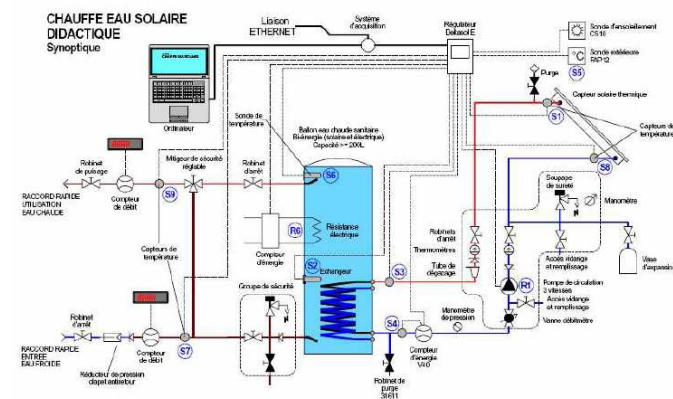 CHAUFFE EAU SOLAIRE
DIDACTIQUE
Synoptique
Liaison
ETHERNET
Système
d'acquisition
Régulateur
Deltasol E
Sonde d'ensoleillement
CS10
°C
Sonde extérieure
FAP12
S5
Purge
Capteur solaire thermique
S1
Capteurs de
température
S8
Ordinateur
Sonde de
température
Ballon eau chaude sanitaire
Bi-énergie (solaire et électrique)
Capacité >= 200L
Robinet
de puisage
Mitigeur de sécurité
réglable
Robinet
d'arrêt
S6
S9
RACCORD RAPIDE
UTILISATION
EAU CHAUDE
Compteur
de débit
Soupape
de sureté
Manomètre
R6
Résistance
électrique
Compteur
d'énergie
Robinets
d'arrêt
Thermomètres
Tube de
dégazage
Accès vidange
et remplissage
Vase
d'expansion
Capteurs de
température
S2
Echangeur
S3
R1
Pompe de circulation
3 vitesses
Accès vidange
et remplissage
Groupe de sécurité
Manomètre
de pression
Vanne débitmètre
Robinet
d'arrêt
S4
S7
RACCORD RAPIDE
ENTREE
EAU FROIDE
Compteur
de débit
Réducteur de pression
clapet antiretour
Compteur
d'énergie
V40
Robinet de
purge